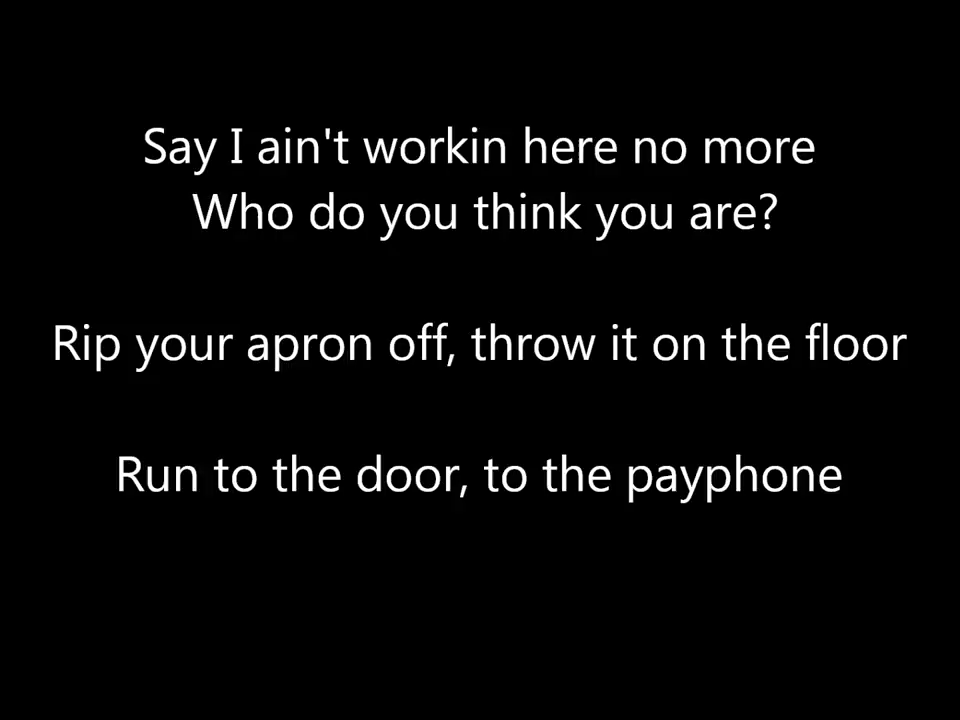 Say I ain't workin here no more
Who do you think you are?
Rip your apron off, throw it on the floor
Run to the door, to the payphone